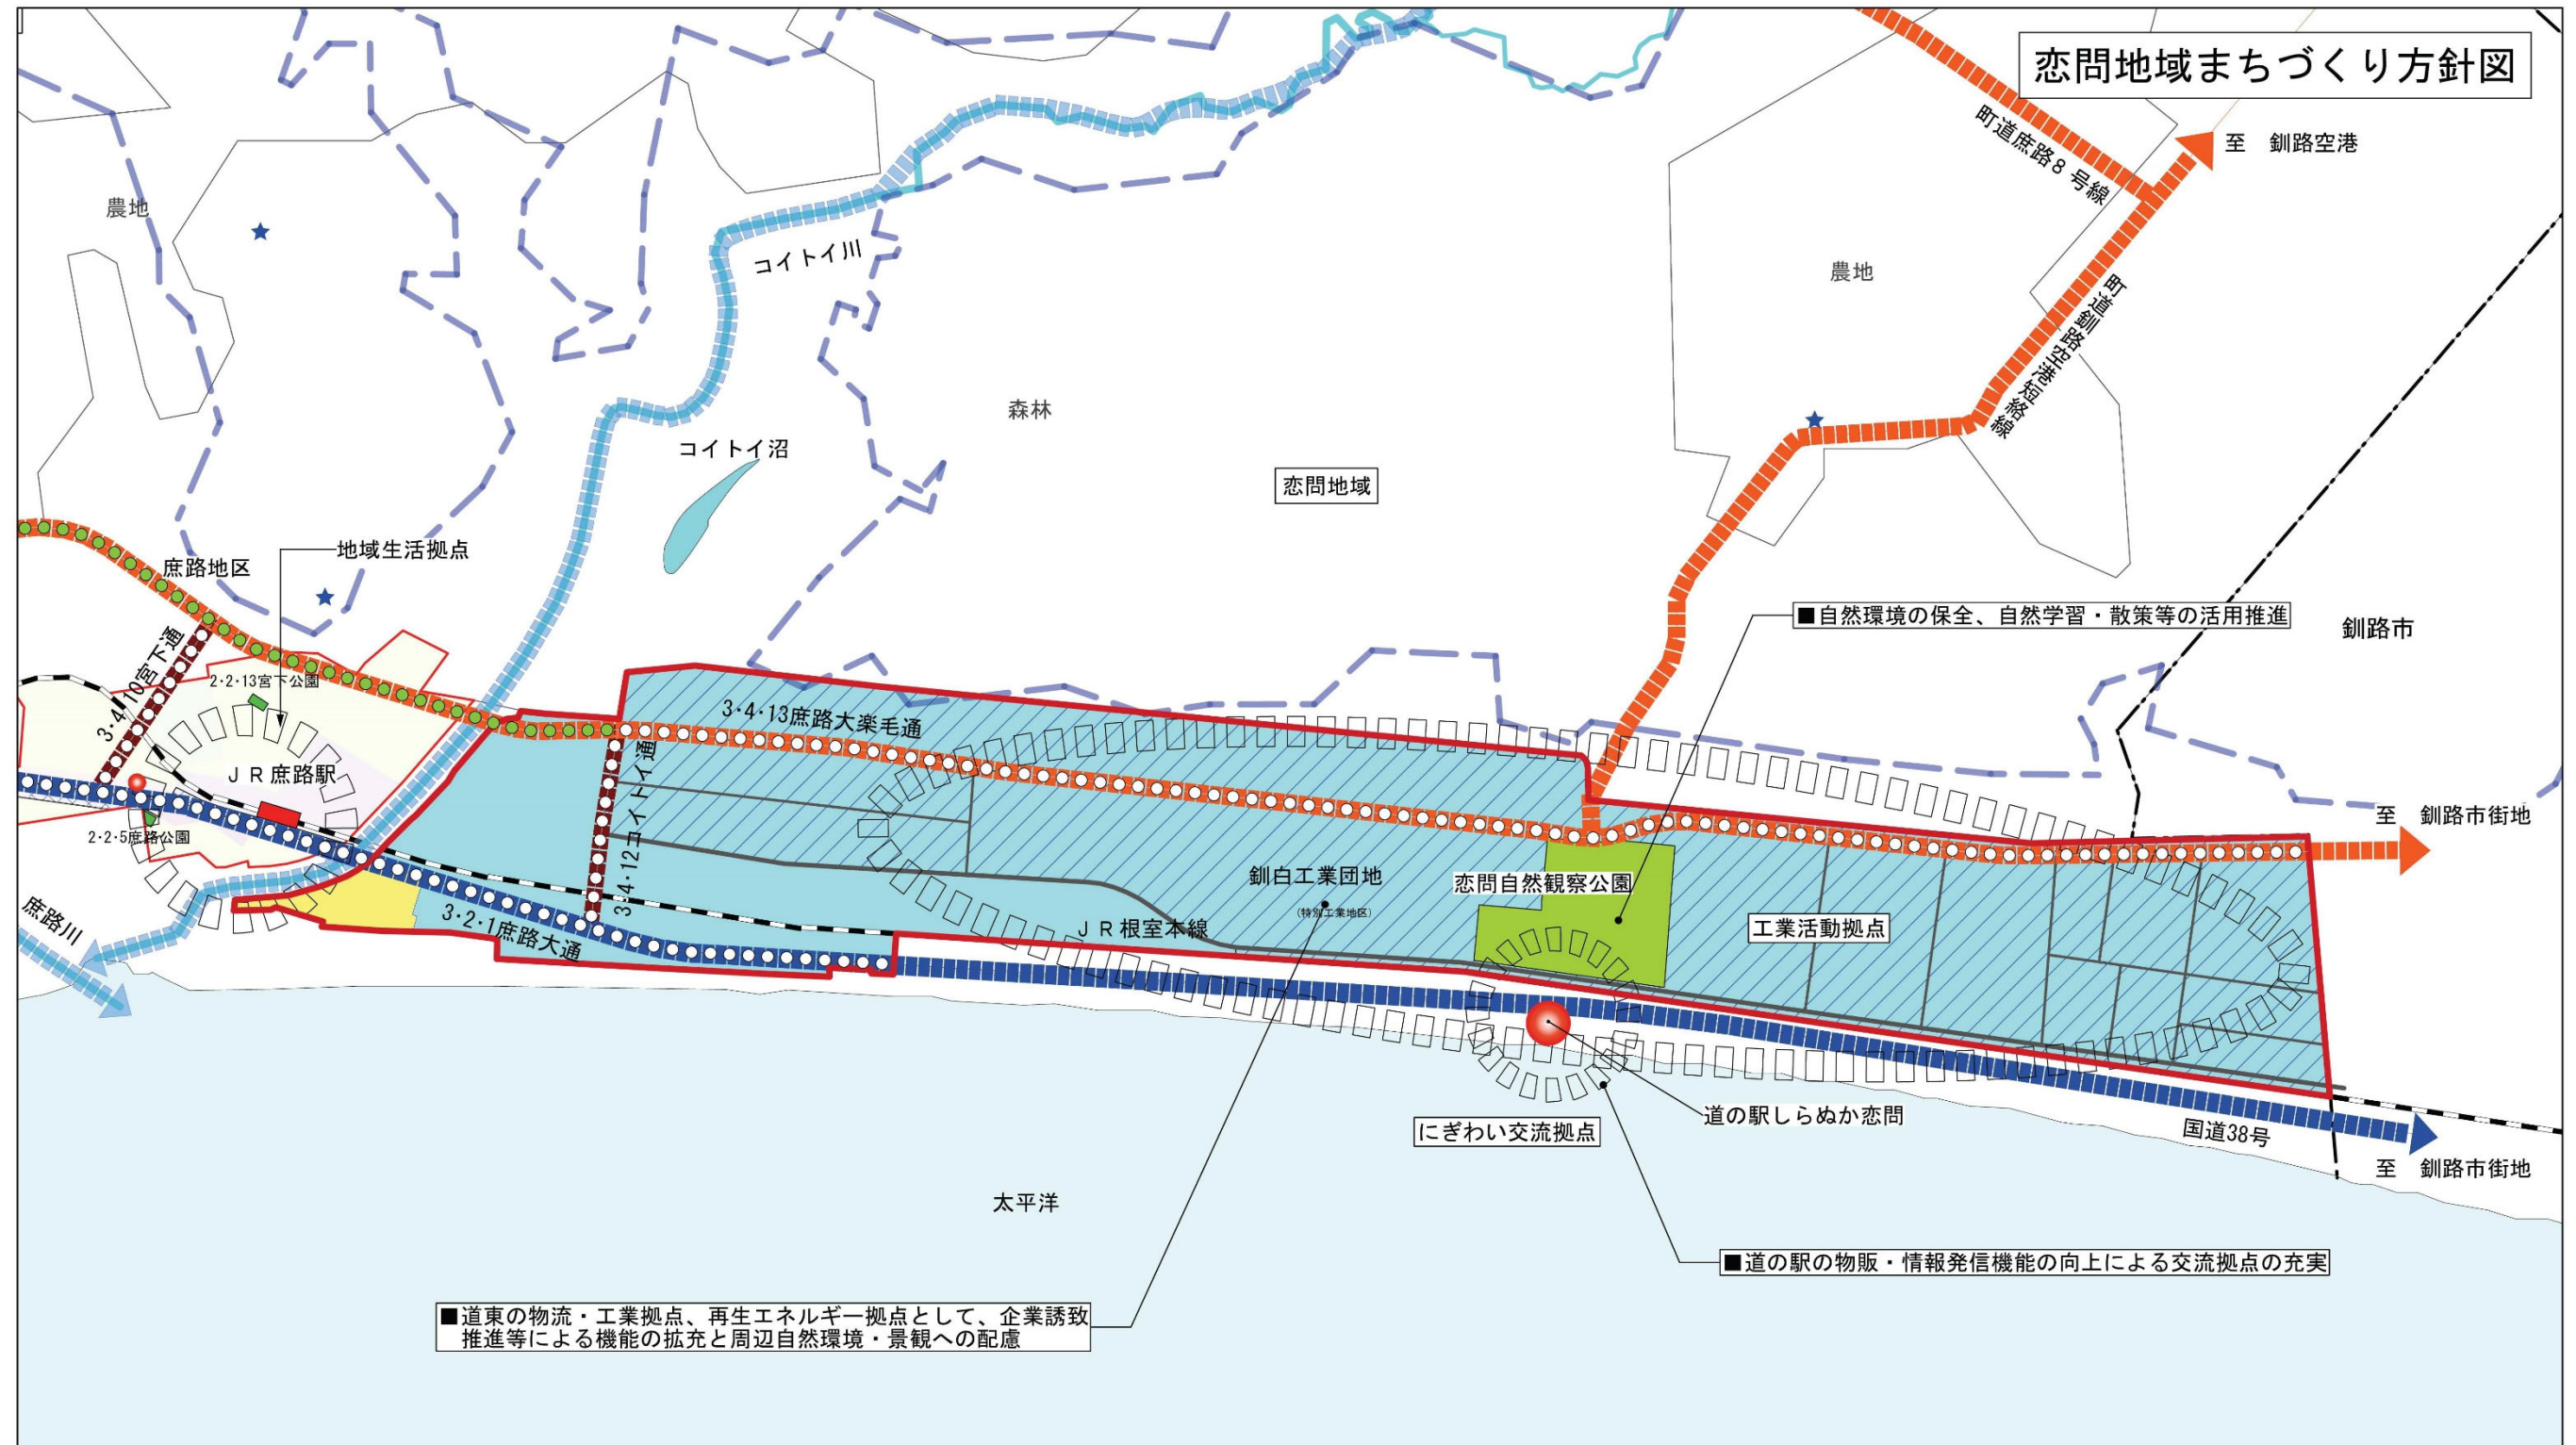 恋問地域まちづくり方針図
町道庶路8号線
至　釧路空港
農地
コイトイ川
農地
町道釧路空港短絡線
森林
コイトイ沼
恋問地域
地域生活拠点
庶路地区
■自然環境の保全、自然学習・散策等の活用推進
釧路市
3・4・10宮下通
2・2・13宮下公園
3・4・13庶路大楽毛通
JR庶路駅
3・4・12コイトイ通
至　釧路市街地
2・2・5庶路公園
釧白工業団地
(特別工業地区)
恋問自然観察公園
庶路川
3・2・1庶路大通
JR根室本線
工業活動拠点
道の駅しらぬか恋問
にぎわい交流拠点
国道38号
至　釧路市街地
太平洋
■道の駅の物販・情報発信機能の向上による交流拠点の充実
■道東の物流・工業拠点、再生エネルギー拠点として、企業誘致
推進等による機能の拡充と周辺自然環境・景観への配慮